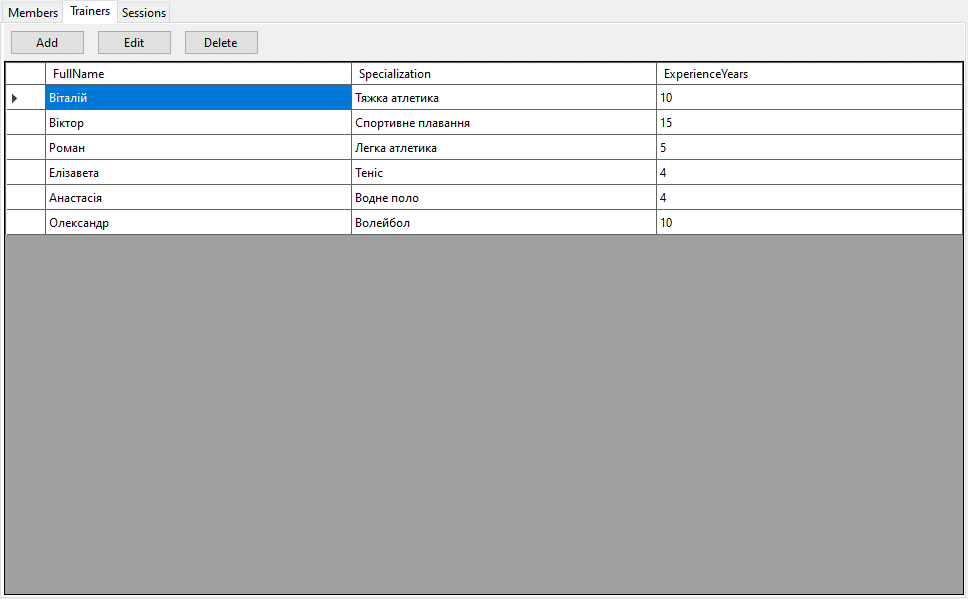 Members Trainers Sessions
Add Edit Delete
FullName Specialization ExperienceYears
Віталій Тяжка атлетика 10
Віктор Спортивне плавання 15
Роман Легка атлетика 5
Елізавета Теніс 4
Анастасія Водне поло 4
Олександр Волейбол 10